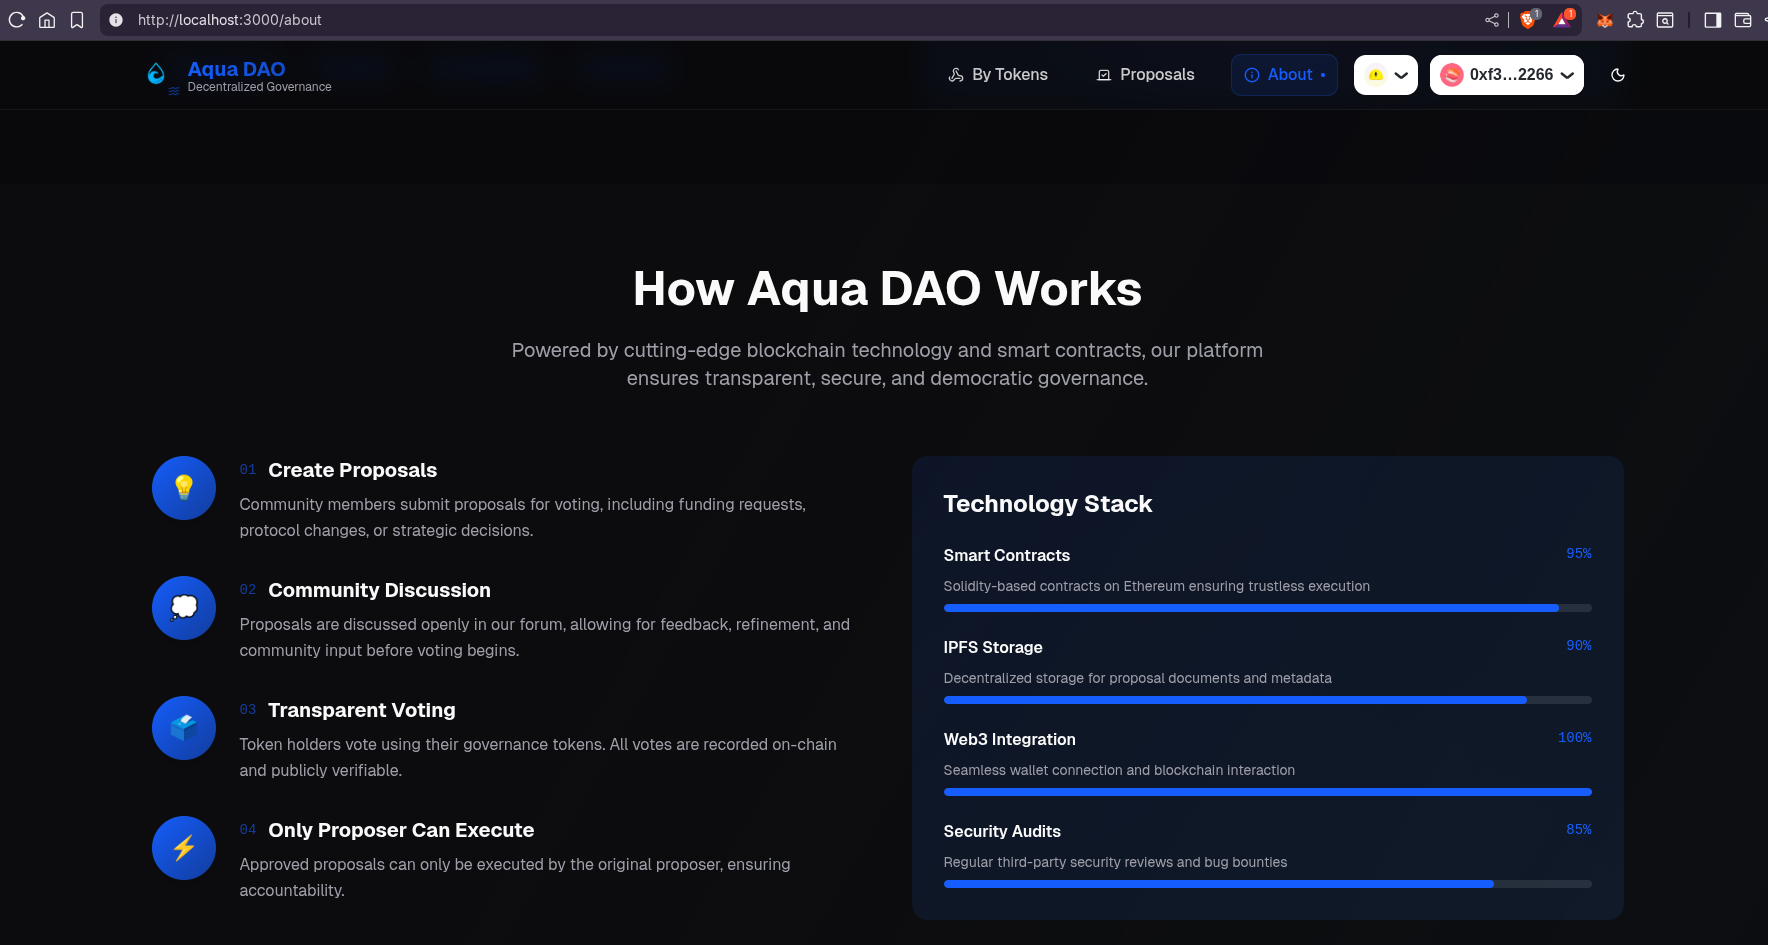 http://localhost:3000/about
1
1
Aqua DAO
Decentralized Governance
By Tokens
Proposals
About
0xf3...2266
How Aqua DAO Works
Powered by cutting-edge blockchain technology and smart contracts, our platform
ensures transparent, secure, and democratic governance.
01 Create Proposals
Community members submit proposals for voting, including funding requests,
protocol changes, or strategic decisions.
02 Community Discussion
Proposals are discussed openly in our forum, allowing for feedback, refinement, and
community input before voting begins.
03 Transparent Voting
Token holders vote using their governance tokens. All votes are recorded on-chain
and publicly verifiable.
04 Only Proposer Can Execute
Approved proposals can only be executed by the original proposer, ensuring
accountability.
Technology Stack
Smart Contracts 95%
Solidity-based contracts on Ethereum ensuring trustless execution
IPFS Storage 90%
Decentralized storage for proposal documents and metadata
Web3 Integration 100%
Seamless wallet connection and blockchain interaction
Security Audits 85%
Regular third-party security reviews and bug bounties